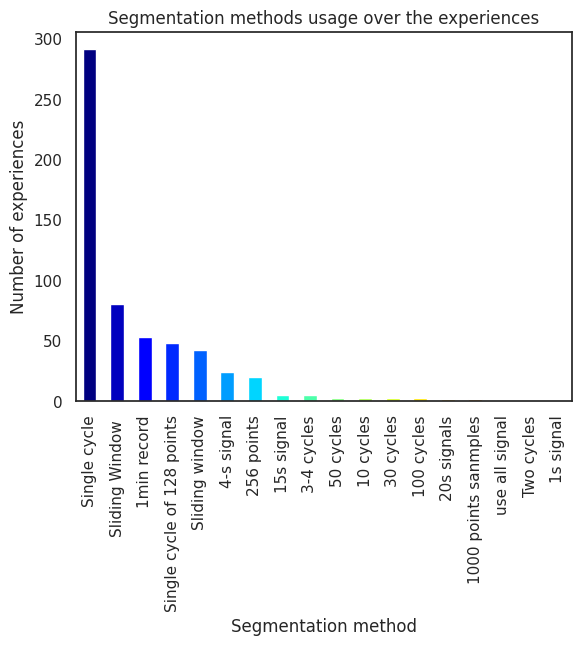 Segmentation methods usage over the experiences
300
250
200
150
100
50
0
Number of experiences
Single cycle
Sliding Window
1min record
Single cycle of 128 points
Sliding window
4-s signal
256 points
15s signal
3-4 cycles
50 cycles
10 cycles
30 cycles
100 cycles
20s signals
1000 points sanmples
use all signal
Two cycles
1s signal
Segmentation method